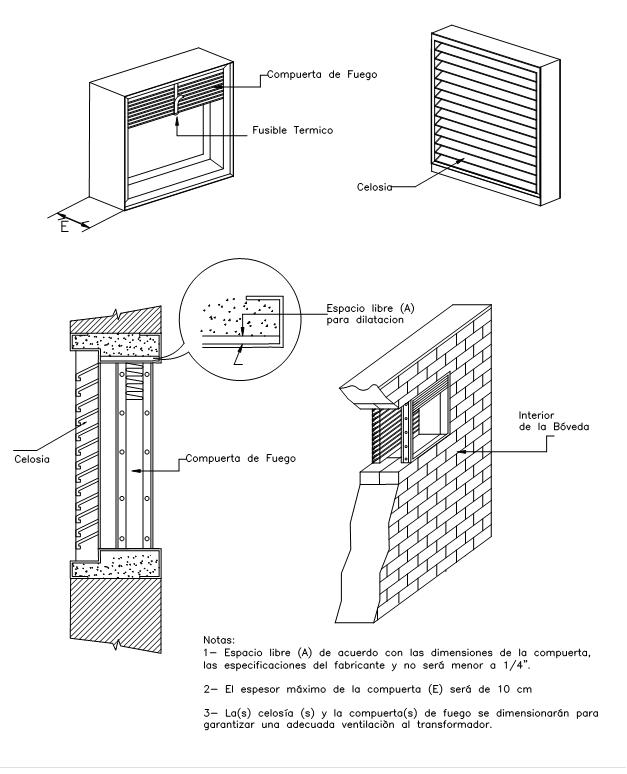 Compuerta de Fuego
Fusible Termico
Celosia
E
Espacio libre (A)
para dilatacion
Interior
de la Bóveda
Celosia
Compuerta de Fuego
Notas:
1– Espacio libre (A) de acuerdo con las dimensiones de la compuerta,
las especificaciones del fabricante y no será menor a 1/4".
2– El espesor máximo de la compuerta (E) será de 10 cm
3– La(s) celosía (s) y la compuerta(s) de fuego se dimensionarán para
garantizar una adecuada ventilaciòn al transformador.